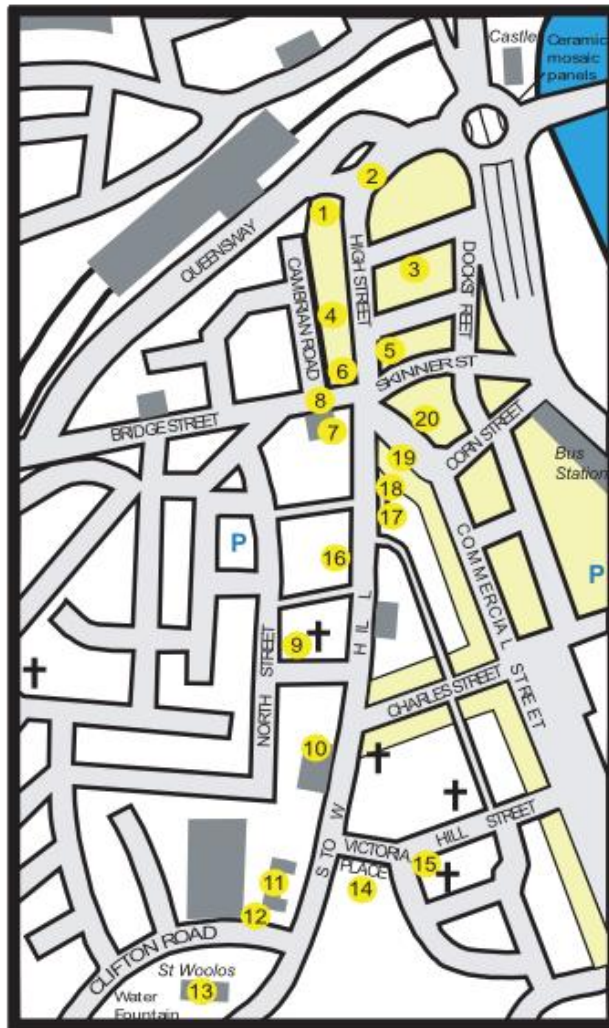 Castle
Ceramic
mosaic
panels
2
1
QUEENSWAY
HIGH STREET
DOCKST REET
3
CAMBRIAN ROAD
4
5
6
SKINNER ST
8
BRIDGE STREET
7
20
CORN STREET
19
Bus
Station
18
17
P
16
COMMERCIAL STREET
P
9
NORTH STREET
STOW HILL
CHARLES STREET
10
HILL STREET
VICTORIA
PLACE
15
11
14
12
CLIFTON ROAD
St Woolos
13
Water
Fountain